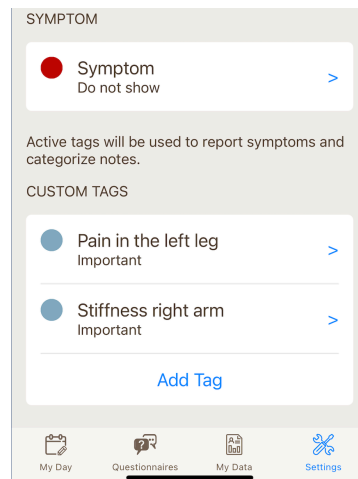 SYMPTOM
Symptom
Do not show
>
Active tags will be used to report symptoms and
categorize notes.
CUSTOM TAGS
Pain in the left leg
Important
>
Stiffness right arm
Important
>
Add Tag
My Day
Questionnaires
My Data
Settings